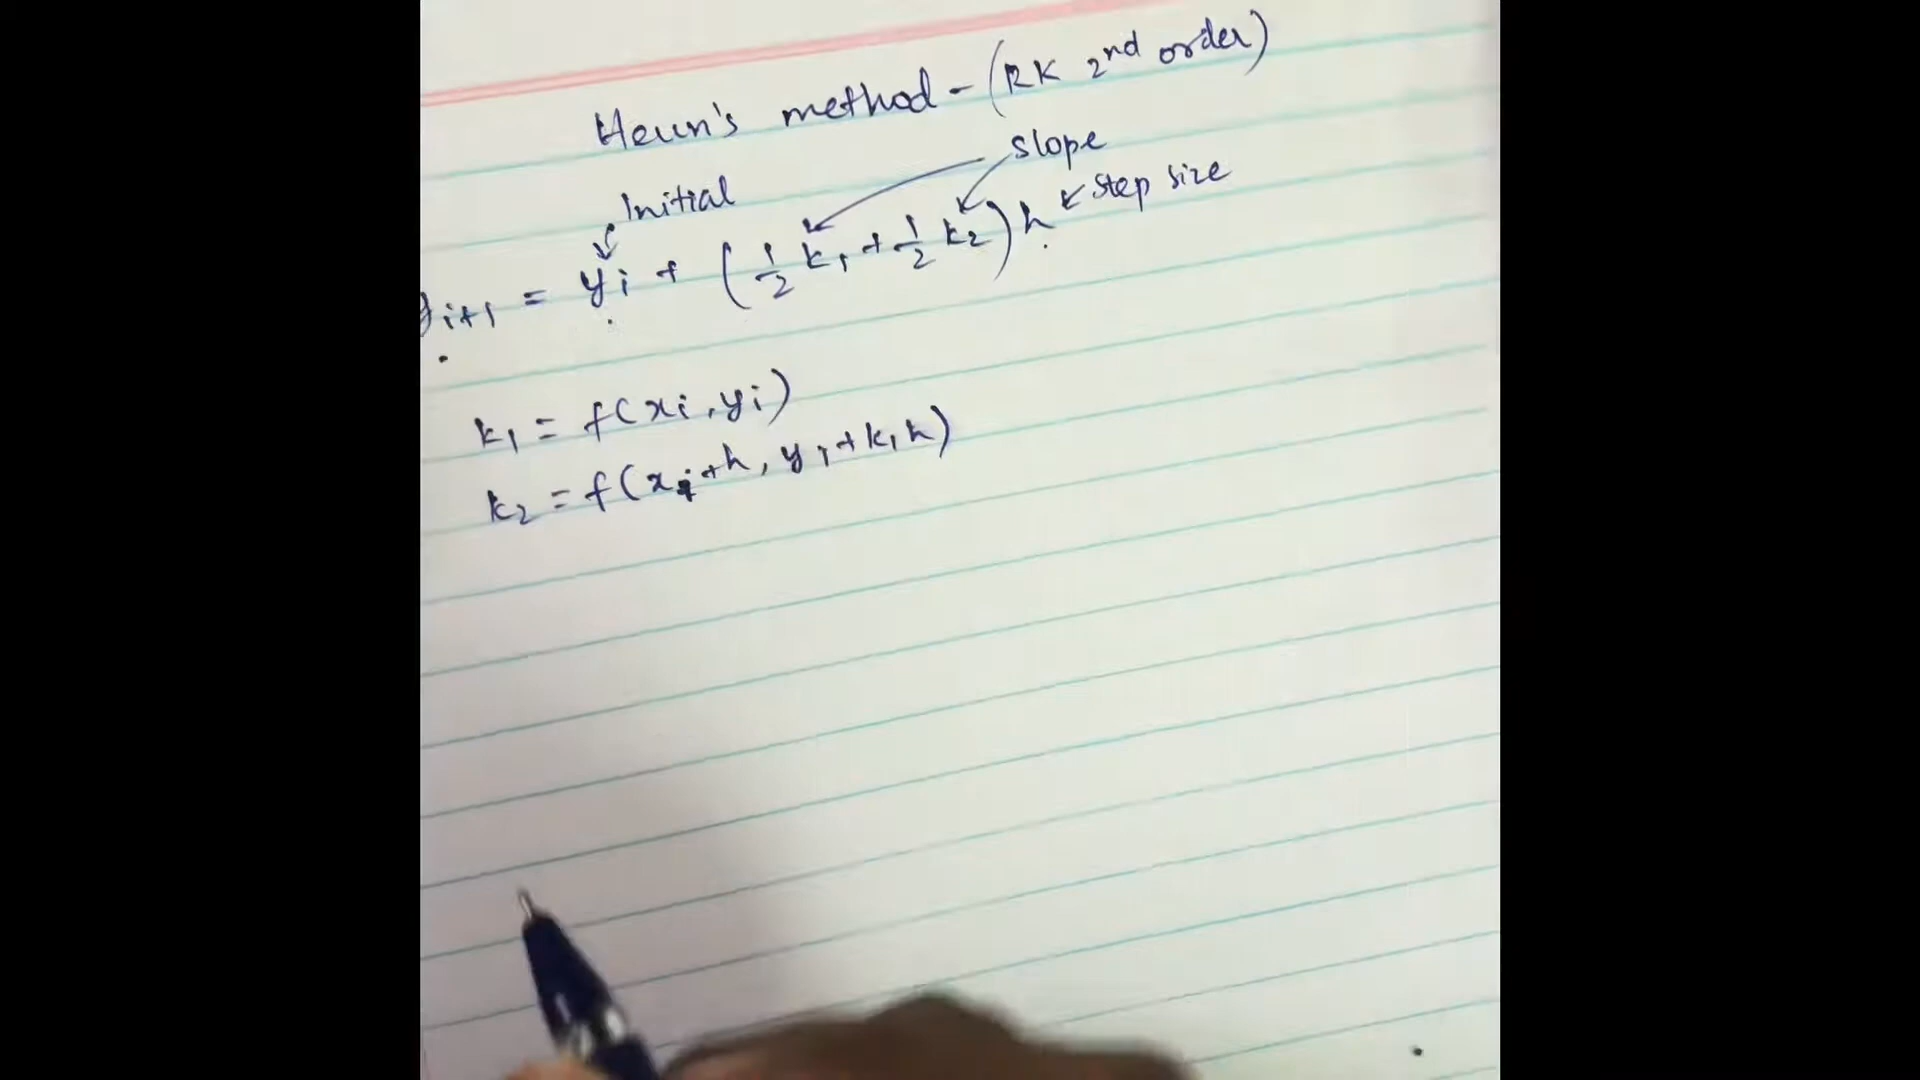 Heun's method - (RK 2nd order)
slope
Initial
step size
yi+1 = yi + (1/2 k1 + 1/2 k2) h
k1 = f(xi, yi)
k2 = f(xi+h, yi+k1h)